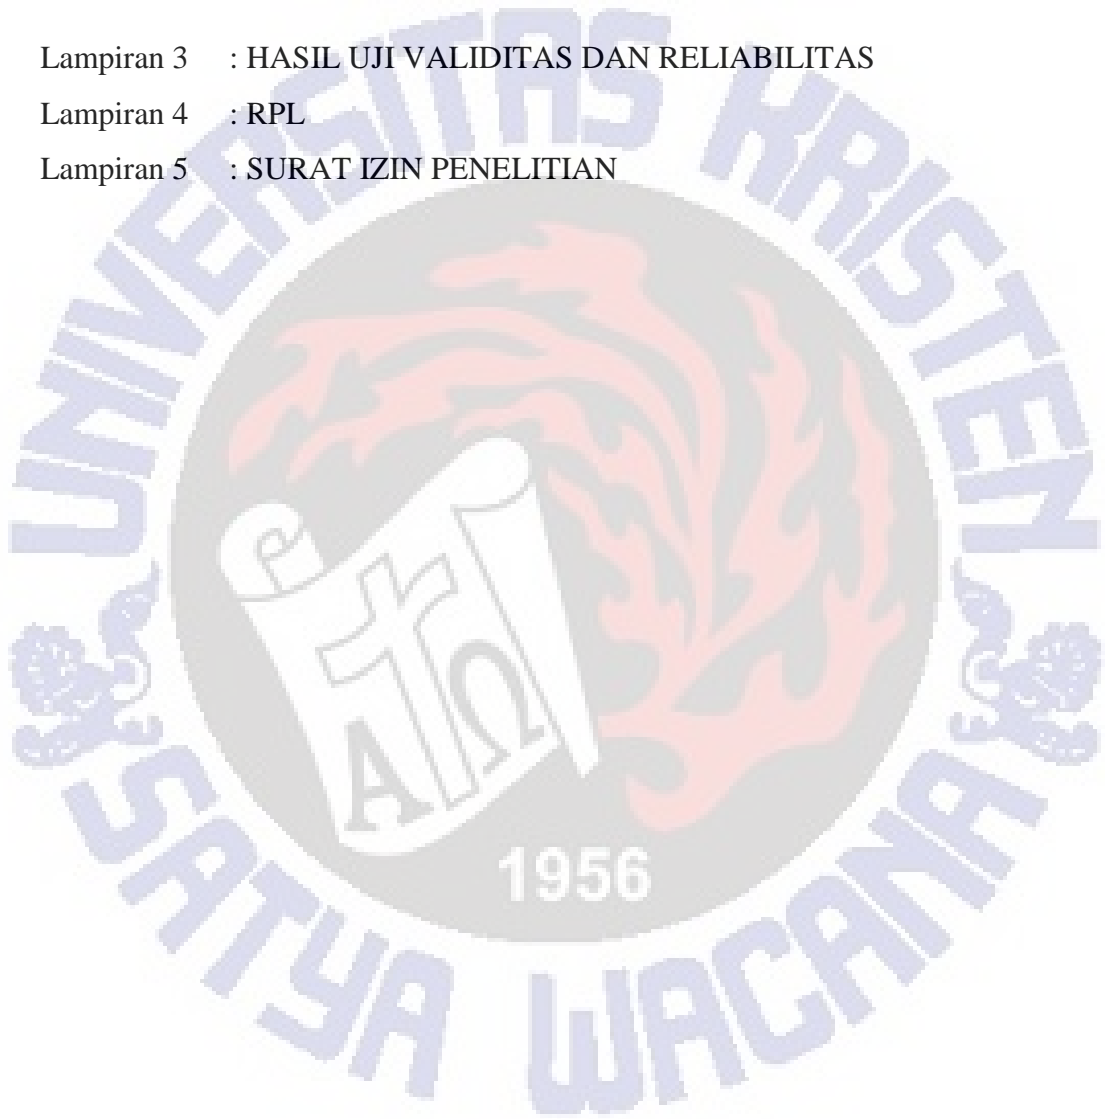 Lampiran 3 : HASIL UJI VALIDITAS DAN RELIABILITAS
Lampiran 4 : RPL
Lampiran 5 : SURAT IZIN PENELITIAN
UNIVERSITAS KRISTEN
A Ω
1956
SATYA WACANA